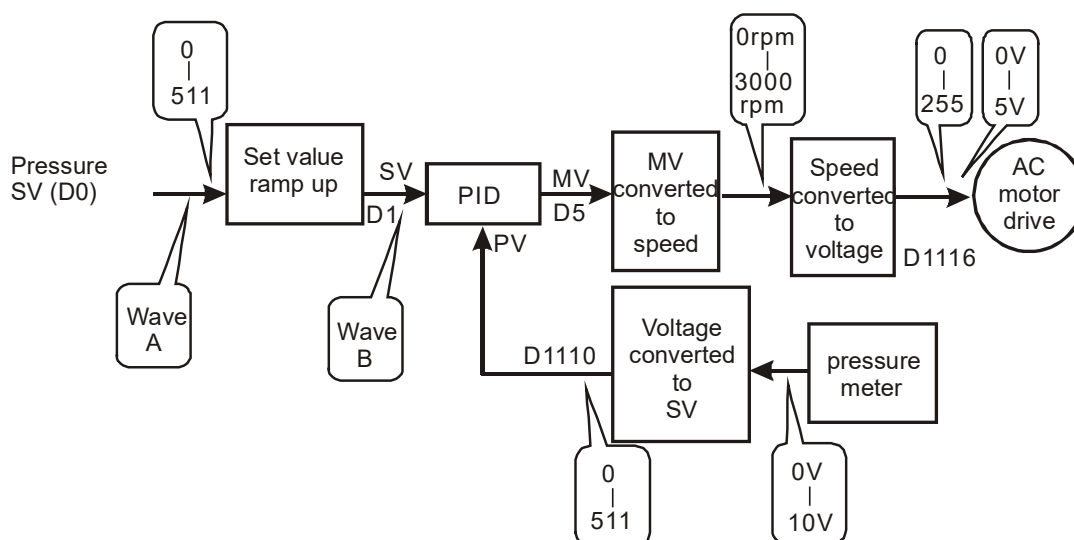 0
|
511
Pressure
SV (D0)
Wave
A
Set value
ramp up
SV
D1
Wave
B
PID
PV
MV
D5
MV
converted
to
speed
0rpm
|
3000
rpm
Speed
converted
to
voltage
0
|
255
0V
|
5V
D1116
AC
motor
drive
D1110
0
|
511
Voltage
converted
to
SV
0V
|
10V
pressure
meter